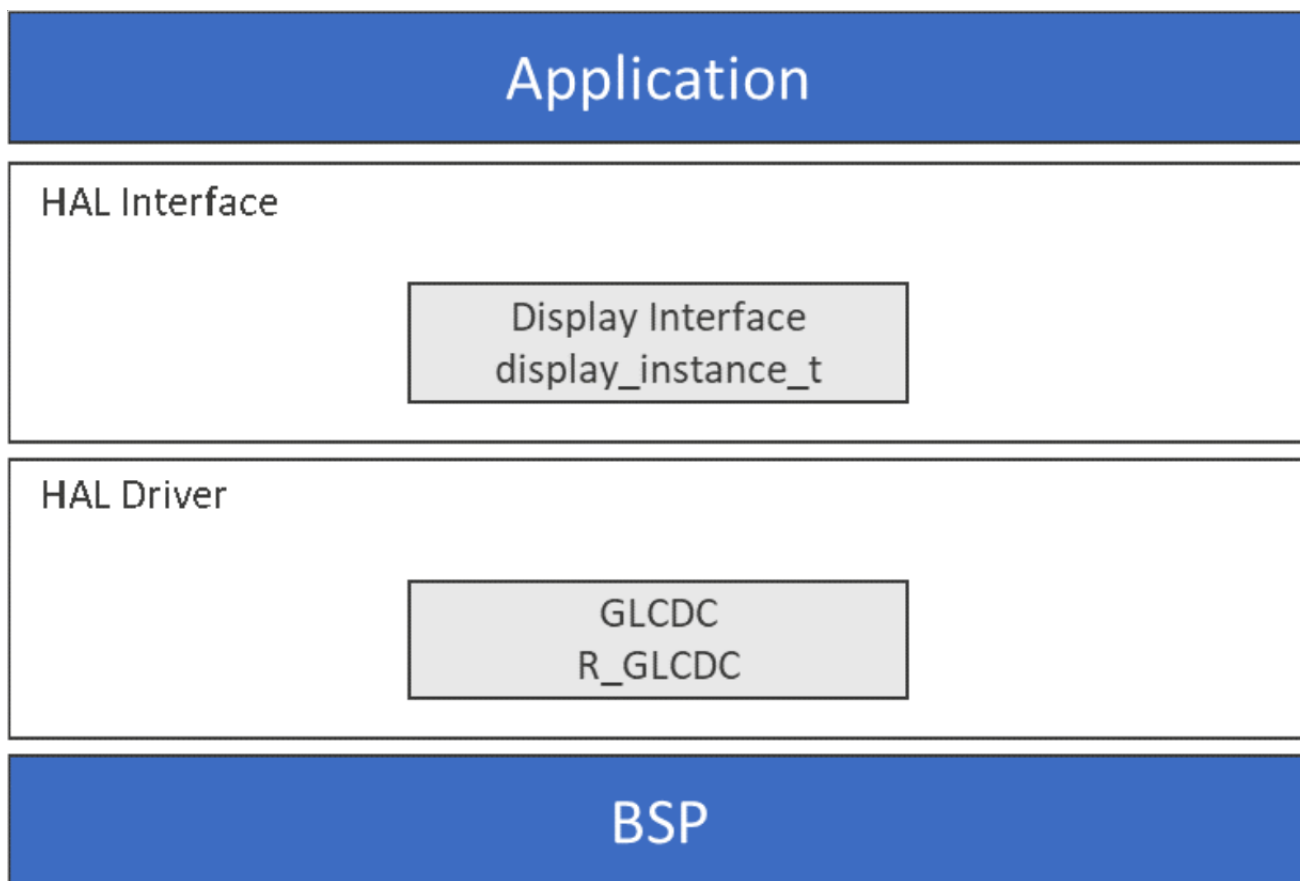 Application
HAL Interface
Display Interface
display_instance_t
HAL Driver
GLCDC
R_GLCDC
BSP